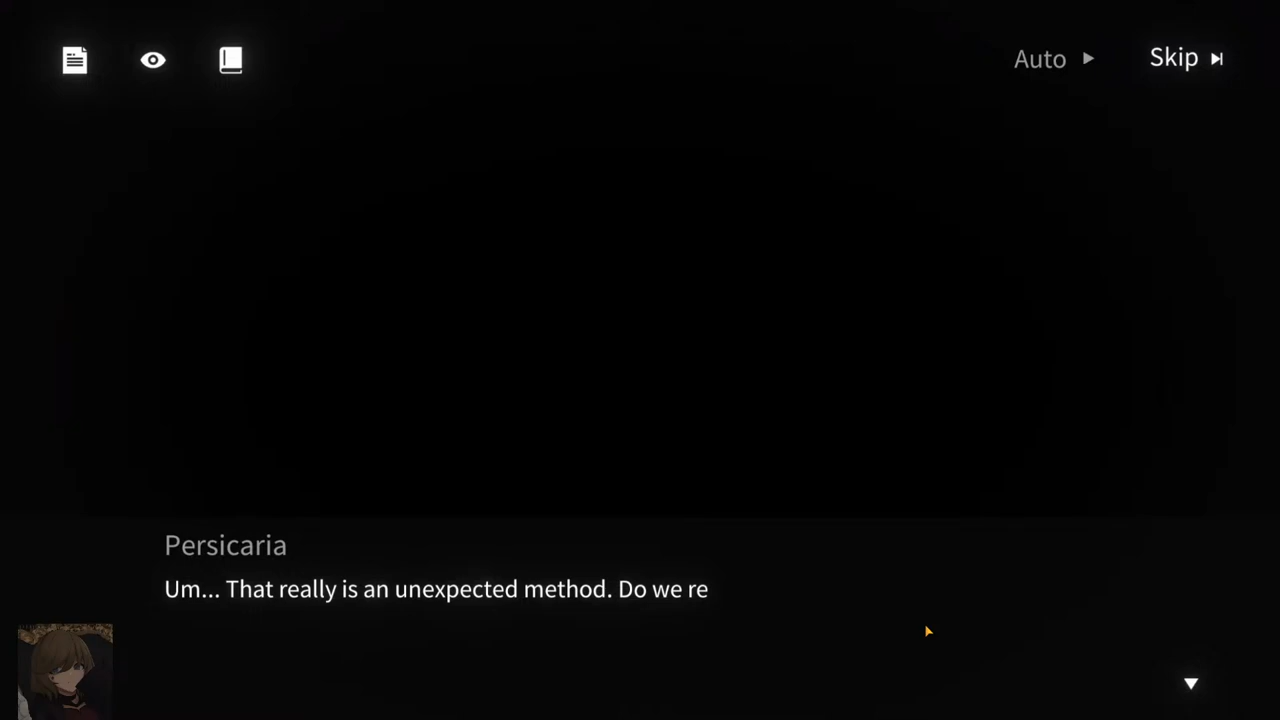 Auto
Skip
Persicaria
Um... That really is an unexpected method. Do we re